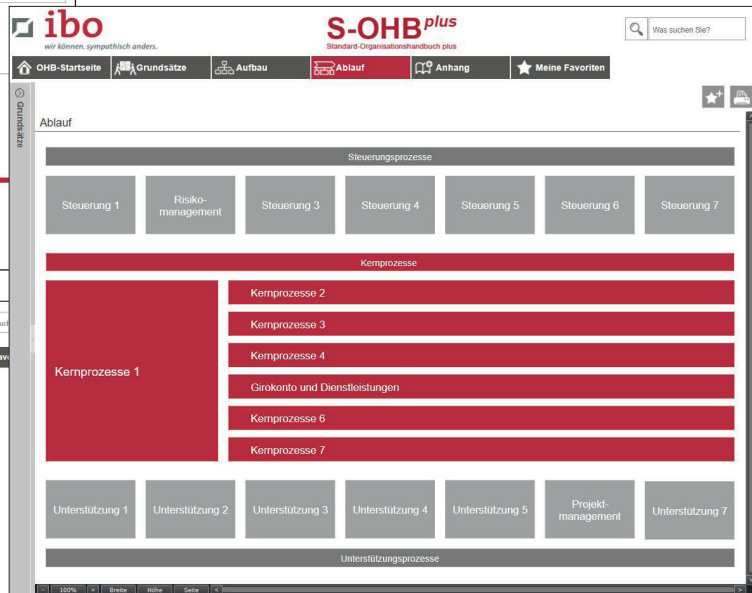 ibo
wir können. sympathisch anders.
S-OHB plus
Standard-Organisationshandbuch plus
Was suchen Sie?
OHB-Startseite
Grundsätze
Aufbau
Ablauf
Anhang
Meine Favoriten
Grundsätze
Ablauf
Steuerungsprozesse
Steuerung 1
Risiko-
management
Steuerung 3
Steuerung 4
Steuerung 5
Steuerung 6
Steuerung 7
Kernprozesse
Kernprozesse 1
Kernprozesse 2
Kernprozesse 3
Kernprozesse 4
Girokonto und Dienstleistungen
Kernprozesse 6
Kernprozesse 7
Unterstützung 1
Unterstützung 2
Unterstützung 3
Unterstützung 4
Unterstützung 5
Projekt-
management
Unterstützung 7
Unterstützungsprozesse
- 100% + Breite Höhe Seite